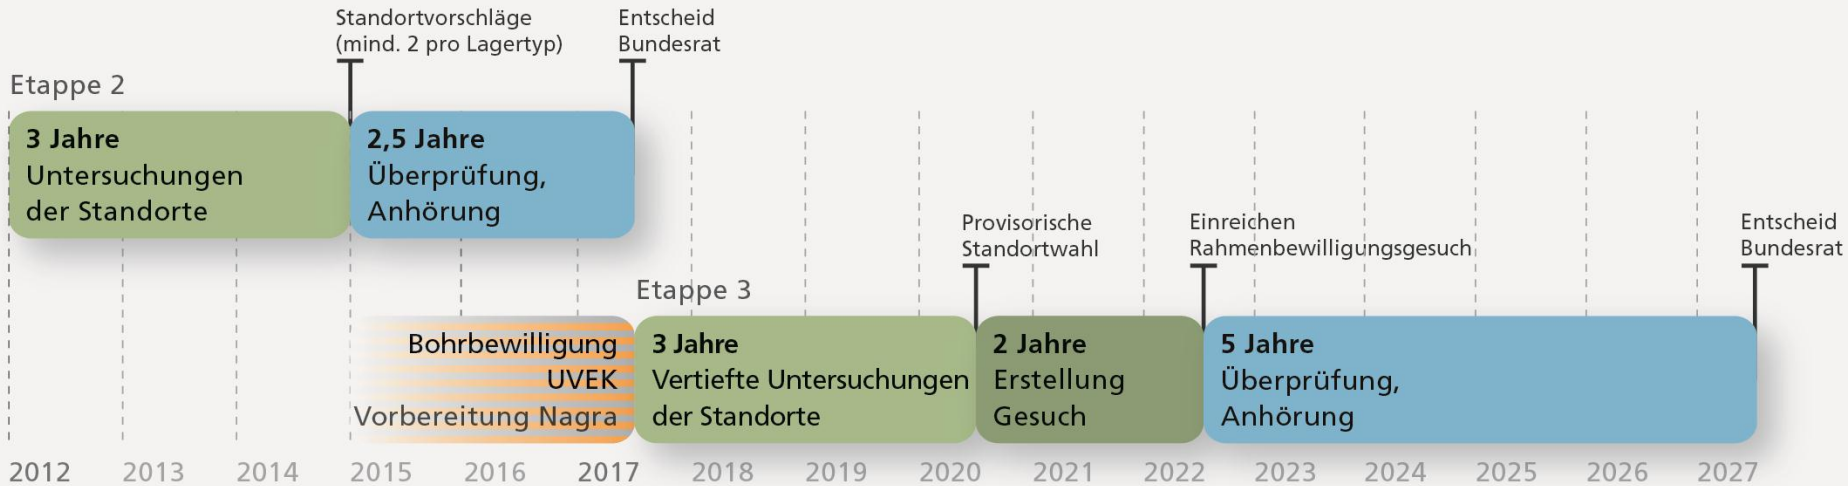 Standortvorschläge
(mind. 2 pro Lagertyp)
Entscheid
Bundesrat
Etappe 2
3 Jahre
Untersuchungen
der Standorte
2,5 Jahre
Überprüfung,
Anhörung
Provisorische
Standortwahl
Einreichen
Rahmenbewilligungsgesuch
Entscheid
Bundesrat
Etappe 3
Bohrbewilligung
UVEK
Vorbereitung Nagra
3 Jahre
Vertiefte Untersuchungen
der Standorte
2 Jahre
Erstellung
Gesuch
5 Jahre
Überprüfung,
Anhörung
2012 2013 2014 2015 2016 2017 2018 2019 2020 2021 2022 2023 2024 2025 2026 2027